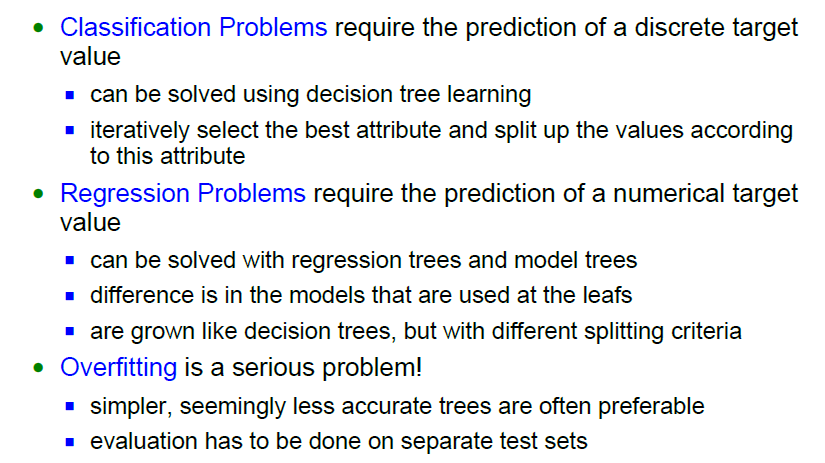 • Classification Problems require the prediction of a discrete target
value
▪ can be solved using decision tree learning
▪ iteratively select the best attribute and split up the values according
to this attribute
• Regression Problems require the prediction of a numerical target
value
▪ can be solved with regression trees and model trees
▪ difference is in the models that are used at the leafs
▪ are grown like decision trees, but with different splitting criteria
• Overfitting is a serious problem!
▪ simpler, seemingly less accurate trees are often preferable
▪ evaluation has to be done on separate test sets